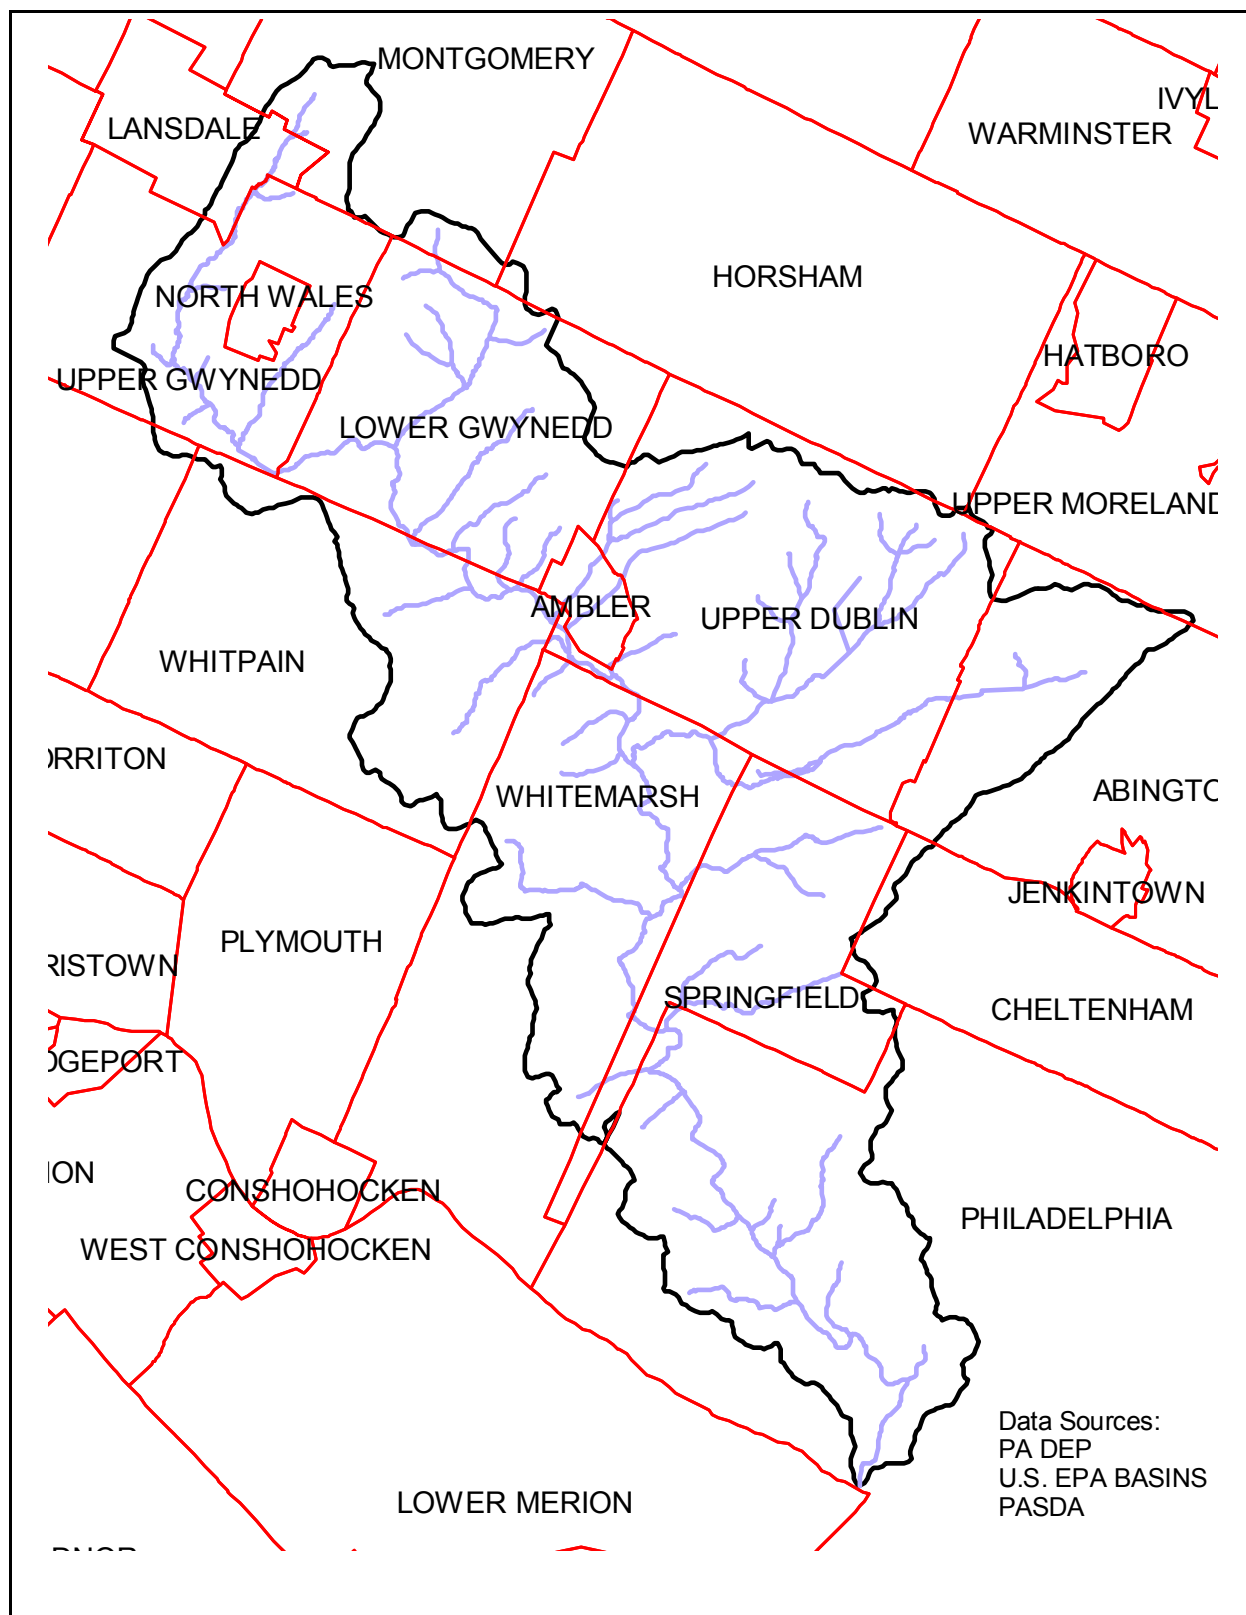 MONTGOMERY
IVYL
LANSDALE
WARMINSTER
HORSHAM
NORTH WALES
HATBORO
UPPER GWYNEDD
LOWER GWYNEDD
UPPER MORELAND
AMBLER
UPPER DUBLIN
WHITPAIN
ORRITON
WHITEMARSH
ABINGTO
JENKINTOWN
PLYMOUTH
RISTOWN
SPRINGFIELD
CHELTENHAM
DGEPORT
ION
CONSHOHOCKEN
PHILADELPHIA
WEST CONSHOHOCKEN
Data Sources:
PA DEP
U.S. EPA BASINS
PASDA
LOWER MERION